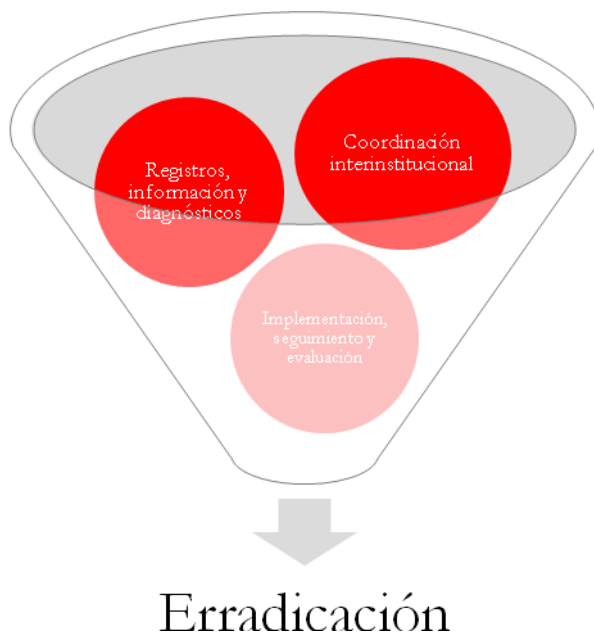 Coordinación
interinstitucional
Registros,
información y
diagnósticos
Implementación,
seguimiento y
evaluación
Erradicación